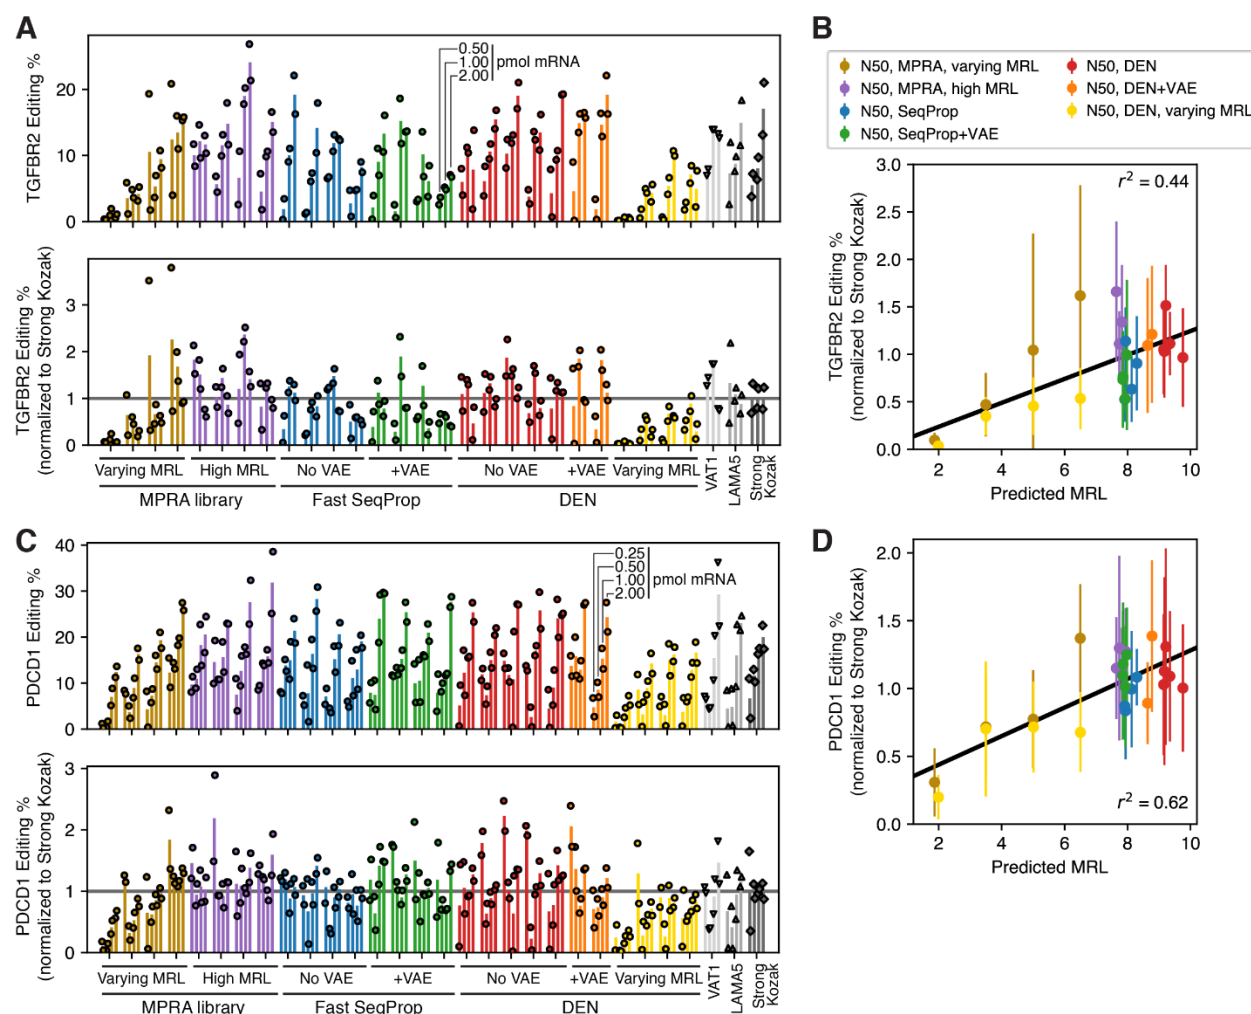 A
TGFBR2 Editing %
20
10
0
0.50
1.00
2.00
pmol mRNA
TGFBR2 Editing %
(normalized to Strong Kozak)
3
2
1
0
Varying MRL
High MRL
No VAE
+VAE
No VAE
+VAE
Varying MRL
MPRA library
Fast SeqProp
DEN
VAT1
LAMA5
Strong
Kozak
B
N50, MPRA, varying MRL
N50, MPRA, high MRL
N50, SeqProp
N50, SeqProp+VAE
N50, DEN
N50, DEN+VAE
N50, DEN, varying MRL
TGFBR2 Editing %
(normalized to Strong Kozak)
3.0
2.5
2.0
1.5
1.0
0.5
0.0
r² = 0.44
2 4 6 8 10
Predicted MRL
C
PDCD1 Editing %
40
30
20
10
0
0.25
0.50
1.00
2.00
pmol mRNA
PDCD1 Editing %
(normalized to Strong Kozak)
3
2
1
0
Varying MRL
High MRL
No VAE
+VAE
No VAE
+VAE
Varying MRL
MPRA library
Fast SeqProp
DEN
VAT1
LAMA5
Strong
Kozak
D
PDCD1 Editing %
(normalized to Strong Kozak)
2.0
1.5
1.0
0.5
0.0
r² = 0.62
2 4 6 8 10
Predicted MRL